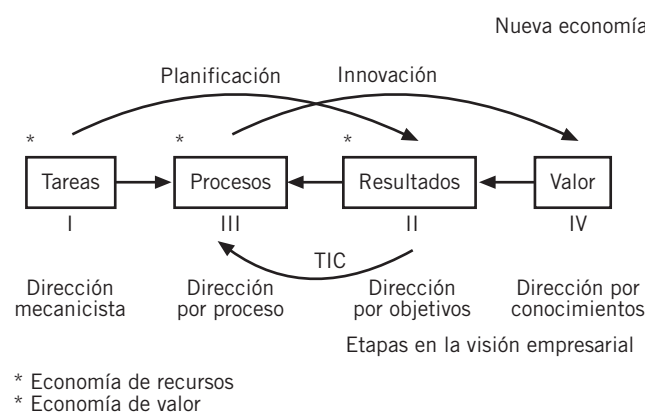 Nueva economía
Planificación Innovación
* * *
Tareas Procesos Resultados Valor
I III II IV
TIC
Dirección mecanicista
Dirección por proceso
Dirección por objetivos
Dirección por conocimientos
Etapas en la visión empresarial
* Economía de recursos
* Economía de valor